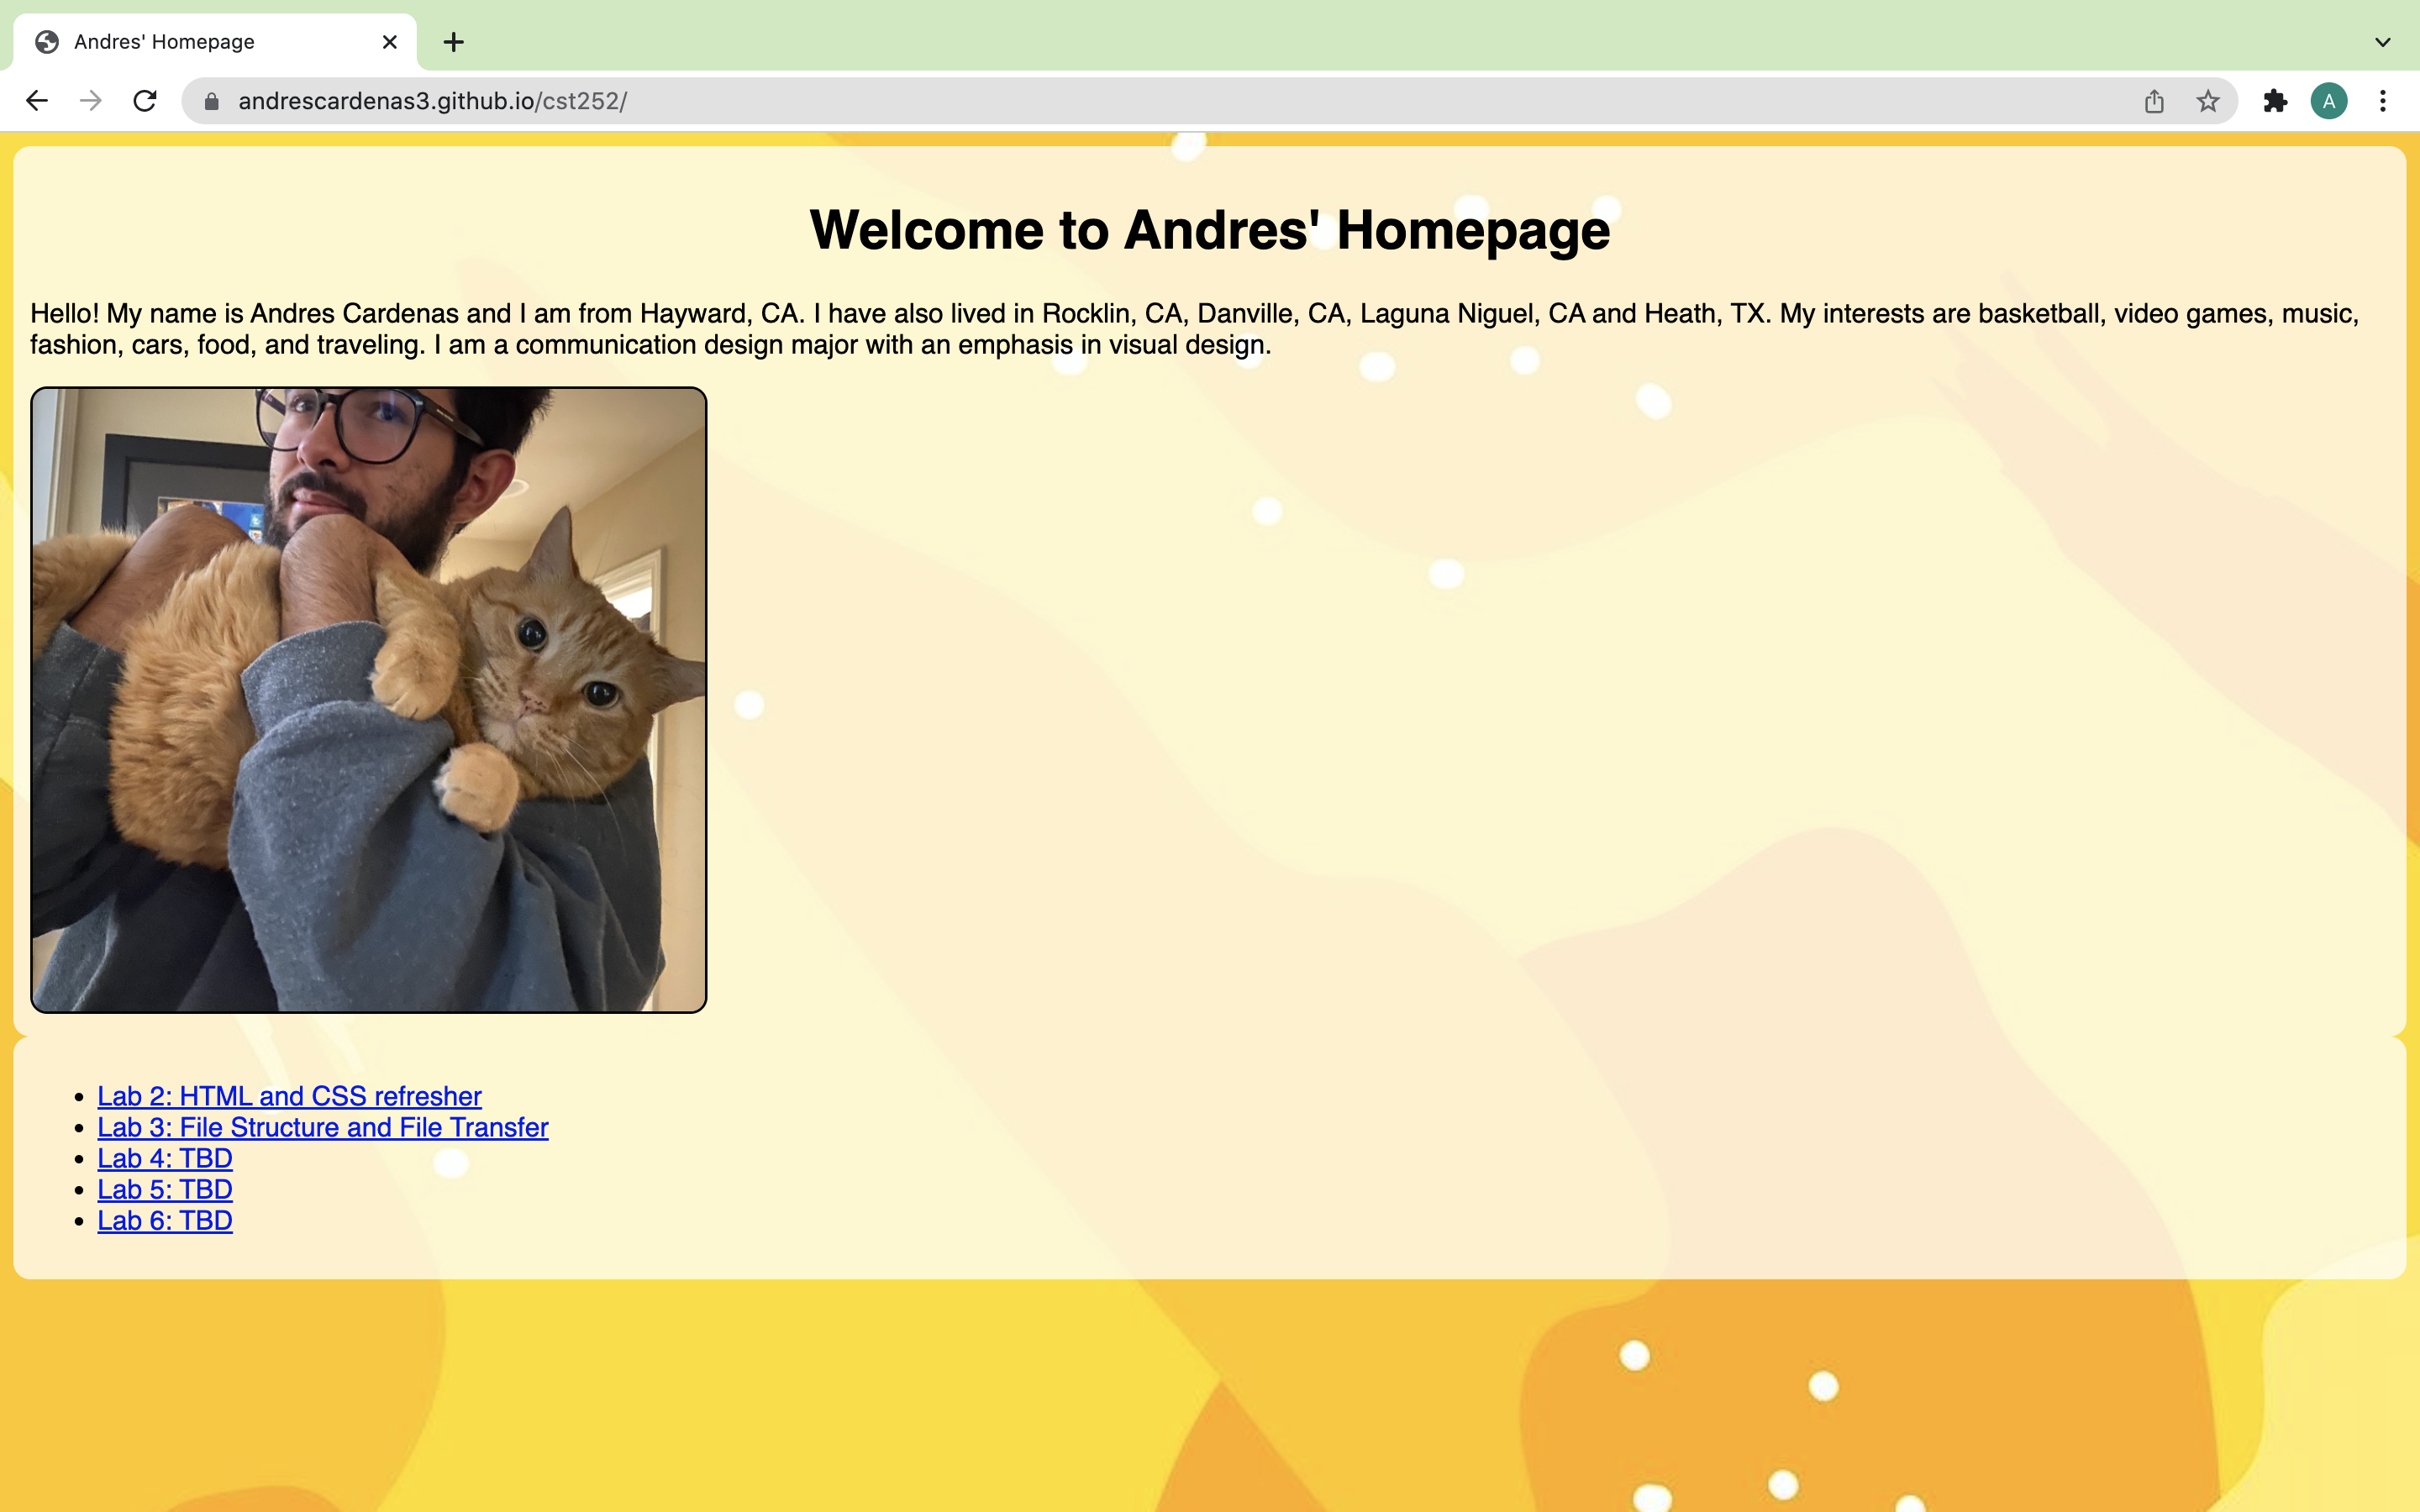 Andres' Homepage
andrescardenas3.github.io/cst252/
A
Welcome to Andres' Homepage
Hello! My name is Andres Cardenas and I am from Hayward, CA. I have also lived in Rocklin, CA, Danville, CA, Laguna Niguel, CA and Heath, TX. My interests are basketball, video games, music,
fashion, cars, food, and traveling. I am a communication design major with an emphasis in visual design.
Lab 2: HTML and CSS refresher
Lab 3: File Structure and File Transfer
Lab 4: TBD
Lab 5: TBD
Lab 6: TBD